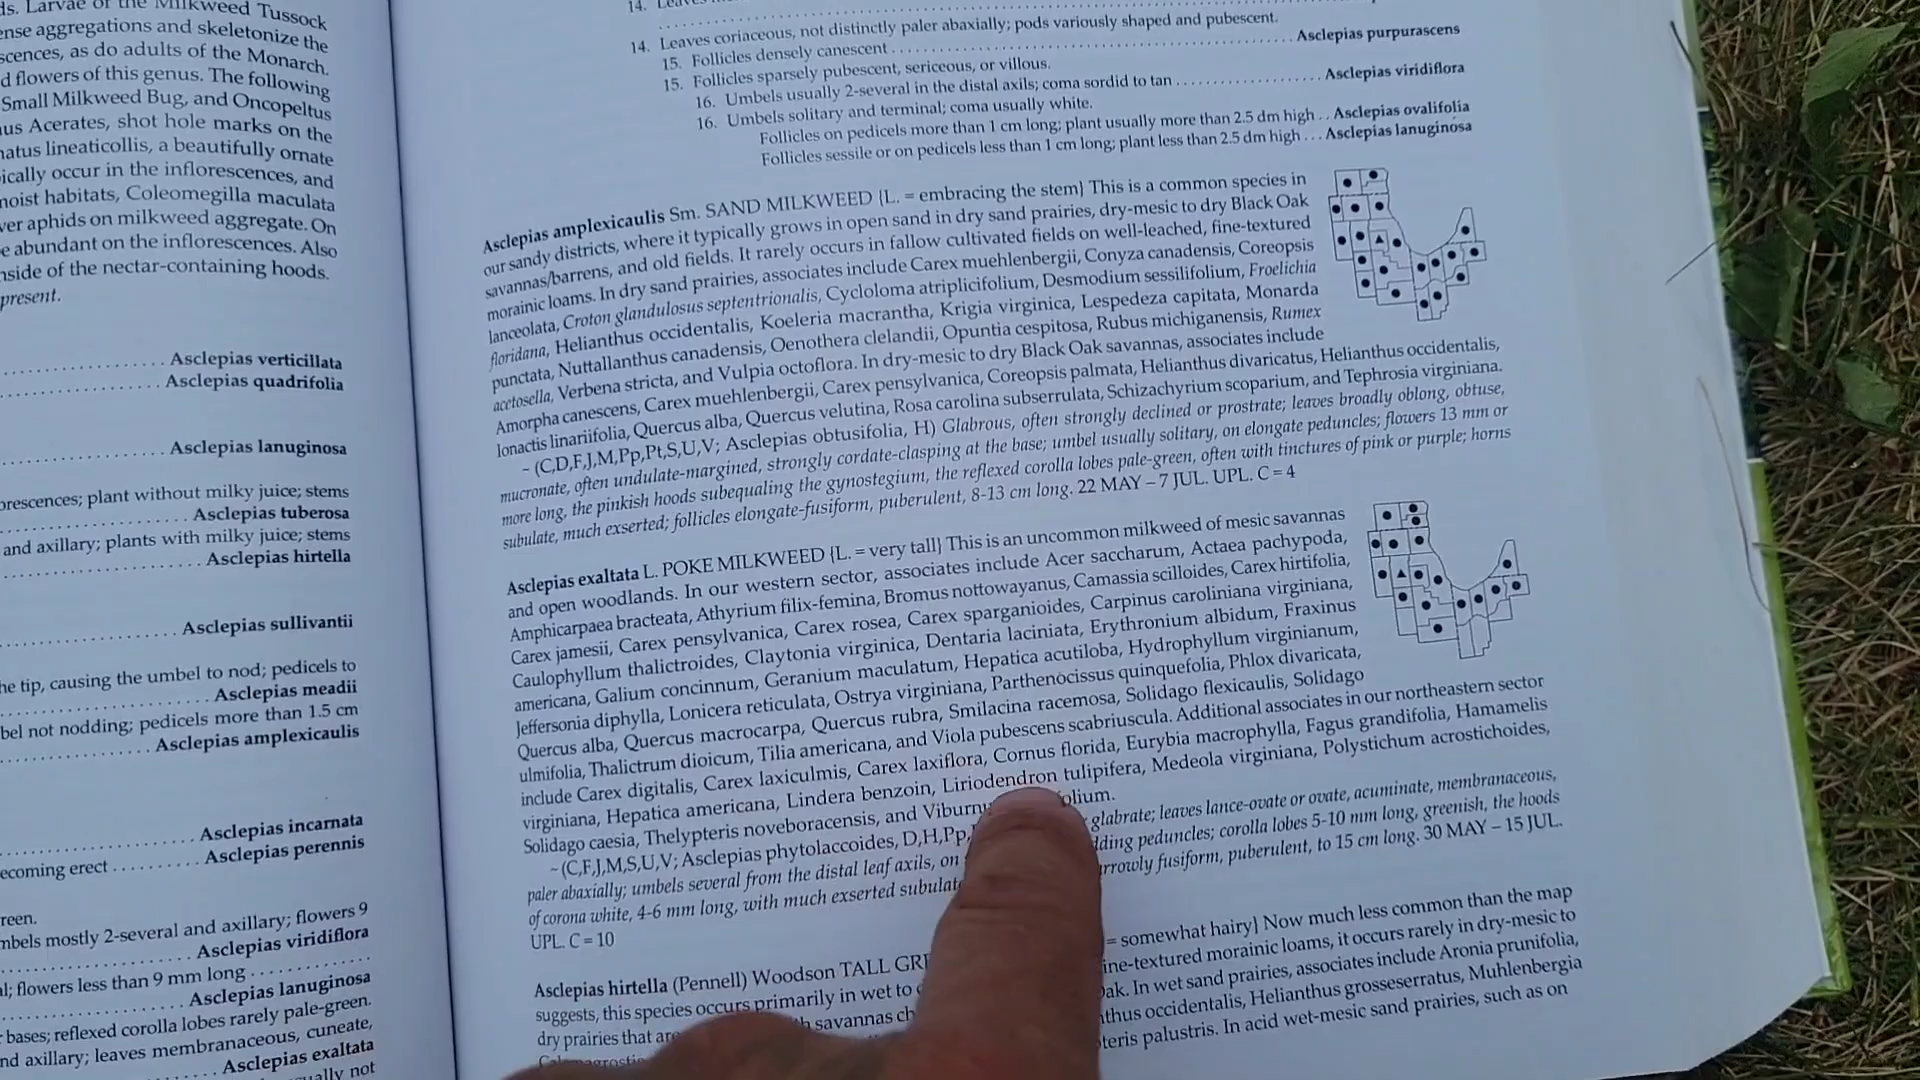 ds. Larvae of the Milkweed Tussock
ense aggregations and skeletonize the
scences, as do adults of the Monarch.
d flowers of this genus. The following
Small Milkweed Bug, and Oncopeltus
us Acerates, shot hole marks on the
natus lineaticollis, a beautifully ornate
ically occur in the inflorescences, and
noist habitats, Coleomegilla maculata
ver aphids on milkweed aggregate. On
e abundant on the inflorescences. Also
nside of the nectar-containing hoods.
present.
Asclepias verticillata
Asclepias quadrifolia
Asclepias lanuginosa
orescences; plant without milky juice; stems
Asclepias tuberosa
and axillary; plants with milky juice; stems
Asclepias hirtella
Asclepias sullivantii
he tip, causing the umbel to nod; pedicels to
Asclepias meadii
bel not nodding; pedicels more than 1.5 cm
Asclepias amplexicaulis
Asclepias incarnata
ecoming erect ........ Asclepias perennis
reen.
mbels mostly 2-several and axillary; flowers 9
Asclepias viridiflora
al; flowers less than 9 mm long
Asclepias lanuginosa
bases; reflexed corolla lobes rarely pale-green.
nd axillary; leaves membranaceous, cuneate,
Asclepias exaltata
ually not
14. Leaves
14. Leaves coriaceous, not distinctly paler abaxially; pods variously shaped and pubescent.
15. Follicles densely canescent ........ Asclepias purpurascens
15. Follicles sparsely pubescent, sericeous, or villous.
16. Umbels usually 2-several in the distal axils; coma sordid to tan ........ Asclepias viridiflora
16. Umbels solitary and terminal; coma usually white.
Follicles on pedicels more than 1 cm long; plant usually more than 2.5 dm high .. Asclepias ovalifolia
Follicles sessile or on pedicels less than 1 cm long; plant less than 2.5 dm high ... Asclepias lanuginosa
Asclepias amplexicaulis Sm. SAND MILKWEED {L. = embracing the stem} This is a common species in
our sandy districts, where it typically grows in open sand in dry sand prairies, dry-mesic to dry Black Oak
savannas/barrens, and old fields. It rarely occurs in fallow cultivated fields on well-leached, fine-textured
morainic loams. In dry sand prairies, associates include Carex muehlenbergii, Conyza canadensis, Coreopsis
lanceolata, Croton glandulosus septentrionalis, Cycloloma atriplicifolium, Desmodium sessilifolium, Froelichia
floridana, Helianthus occidentalis, Koeleria macrantha, Krigia virginica, Lespedeza capitata, Monarda
punctata, Nuttallanthus canadensis, Oenothera clelandii, Opuntia cespitosa, Rubus michiganensis, Rumex
acetosella, Verbena stricta, and Vulpia octoflora. In dry-mesic to dry Black Oak savannas, associates include
Amorpha canescens, Carex muehlenbergii, Carex pensylvanica, Coreopsis palmata, Helianthus divaricatus, Helianthus occidentalis,
Ionactis linariifolia, Quercus alba, Quercus velutina, Rosa carolina subserrulata, Schizachyrium scoparium, and Tephrosia virginiana.
~ (C,D,F,J,M,Pp,Pt,S,U,V; Asclepias obtusifolia, H) Glabrous, often strongly declined or prostrate; leaves broadly oblong, obtuse,
mucronate, often undulate-margined, strongly cordate-clasping at the base; umbel usually solitary, on elongate peduncles; flowers 13 mm or
more long, the pinkish hoods subequaling the gynostegium, the reflexed corolla lobes pale-green, often with tinctures of pink or purple; horns
subulate, much exserted; follicles elongate-fusiform, puberulent, 8-13 cm long. 22 MAY – 7 JUL. UPL. C = 4
Asclepias exaltata L. POKE MILKWEED {L. = very tall} This is an uncommon milkweed of mesic savannas
and open woodlands. In our western sector, associates include Acer saccharum, Actaea pachypoda,
Amphicarpaea bracteata, Athyrium filix-femina, Bromus nottowayanus, Camassia scilloides, Carex hirtifolia,
Carex jamesii, Carex pensylvanica, Carex rosea, Carex sparganioides, Carpinus caroliniana virginiana,
Caulophyllum thalictroides, Claytonia virginica, Dentaria laciniata, Erythronium albidum, Fraxinus
americana, Galium concinnum, Geranium maculatum, Hepatica acutiloba, Hydrophyllum virginianum,
Jeffersonia diphylla, Lonicera reticulata, Ostrya virginiana, Parthenocissus quinquefolia, Phlox divaricata,
Quercus alba, Quercus macrocarpa, Quercus rubra, Smilacina racemosa, Solidago flexicaulis, Solidago
ulmifolia, Thalictrum dioicum, Tilia americana, and Viola pubescens scabriuscula. Additional associates in our northeastern sector
include Carex digitalis, Carex laxiculmis, Carex laxiflora, Cornus florida, Eurybia macrophylla, Fagus grandifolia, Hamamelis
virginiana, Hepatica americana, Lindera benzoin, Liriodendron tulipifera, Medeola virginiana, Polystichum acrostichoides,
Solidago caesia, Thelypteris noveboracensis, and Viburnu olium.
~ (C,F,J,M,S,U,V; Asclepias phytolaccoides, D,H,Pp, glabrate; leaves lance-ovate or ovate, acuminate, membranaceous,
paler abaxially; umbels several from the distal leaf axils, on dding peduncles; corolla lobes 5-10 mm long, greenish, the hoods
of corona white, 4-6 mm long, with much exserted subulat rrowly fusiform, puberulent, to 15 cm long. 30 MAY – 15 JUL.
UPL. C = 10
Asclepias hirtella (Pennell) Woodson TALL GR = somewhat hairy} Now much less common than the map
suggests, this species occurs primarily in wet to ine-textured morainic loams, it occurs rarely in dry-mesic to
dry prairies that are savannas ch ak. In wet sand prairies, associates include Aronia prunifolia,
thus occidentalis, Helianthus grosseserratus, Muhlenbergia
teris palustris. In acid wet-mesic sand prairies, such as on